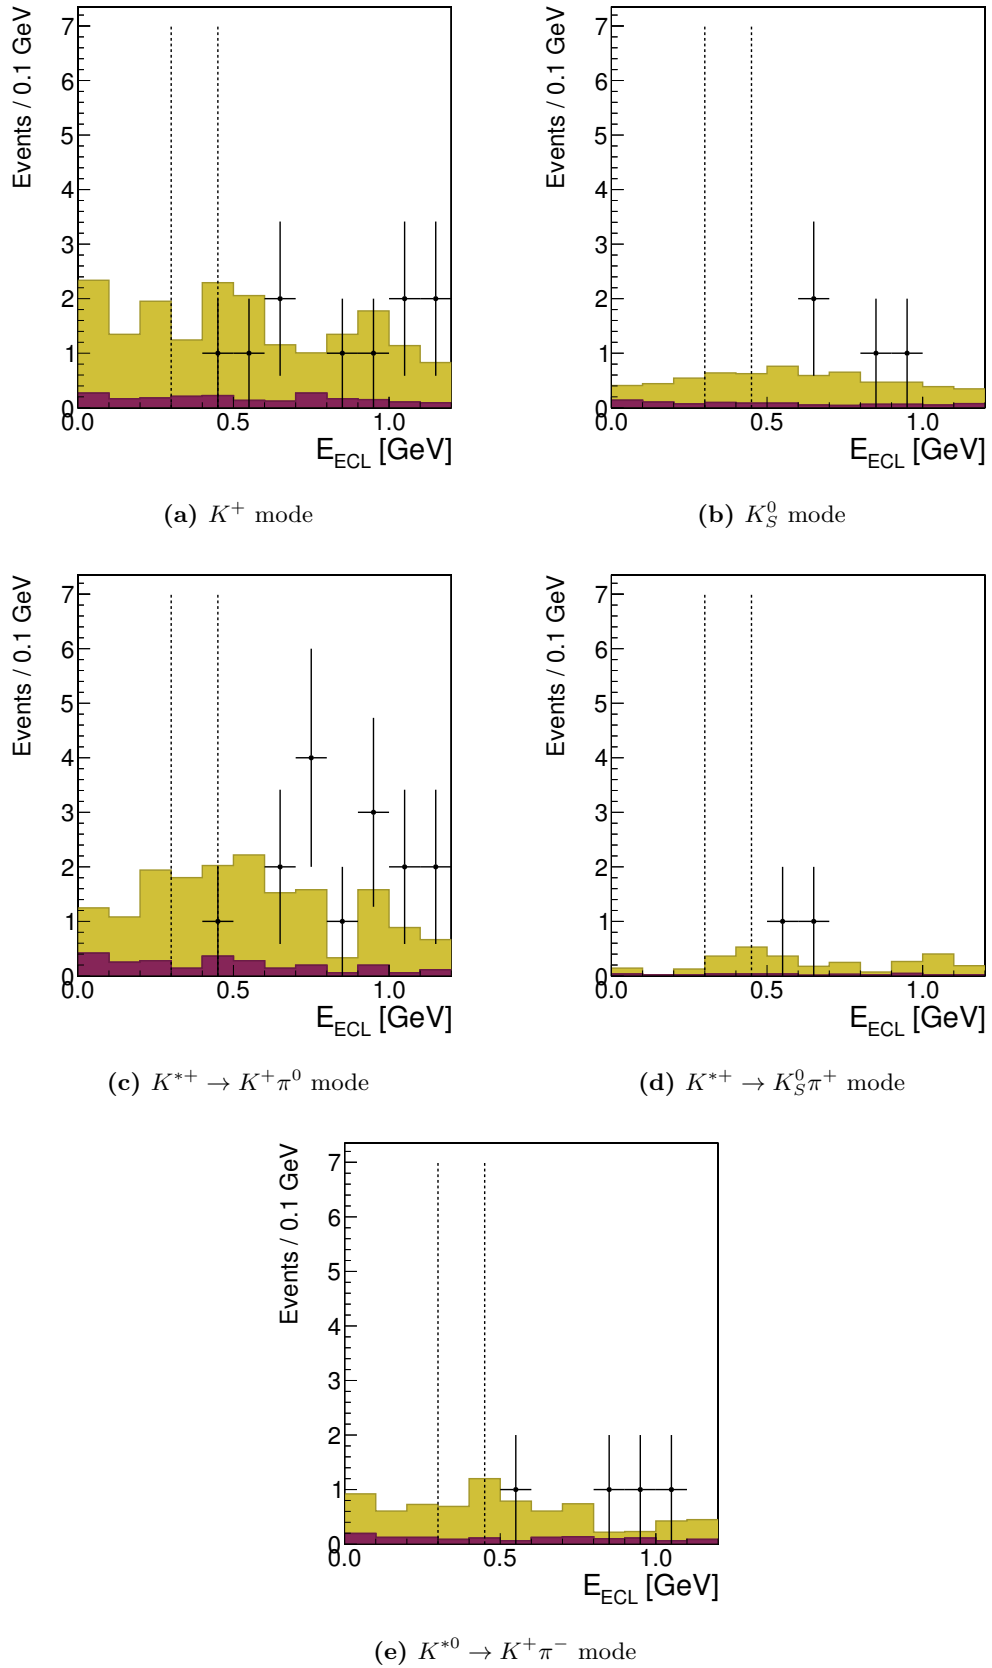 Events / 0.1 GeV
7
6
5
4
3
2
1
0
0.0 0.5 1.0
E_ECL [GeV]
(a) K⁺ mode
Events / 0.1 GeV
7
6
5
4
3
2
1
0
0.0 0.5 1.0
E_ECL [GeV]
(b) K_S^0 mode
Events / 0.1 GeV
7
6
5
4
3
2
1
0
0.0 0.5 1.0
E_ECL [GeV]
(c) K*⁺ → K⁺π⁰ mode
Events / 0.1 GeV
7
6
5
4
3
2
1
0
0.0 0.5 1.0
E_ECL [GeV]
(d) K*⁺ → K_S^0 π⁺ mode
Events / 0.1 GeV
7
6
5
4
3
2
1
0
0.0 0.5 1.0
E_ECL [GeV]
(e) K*⁰ → K⁺π⁻ mode